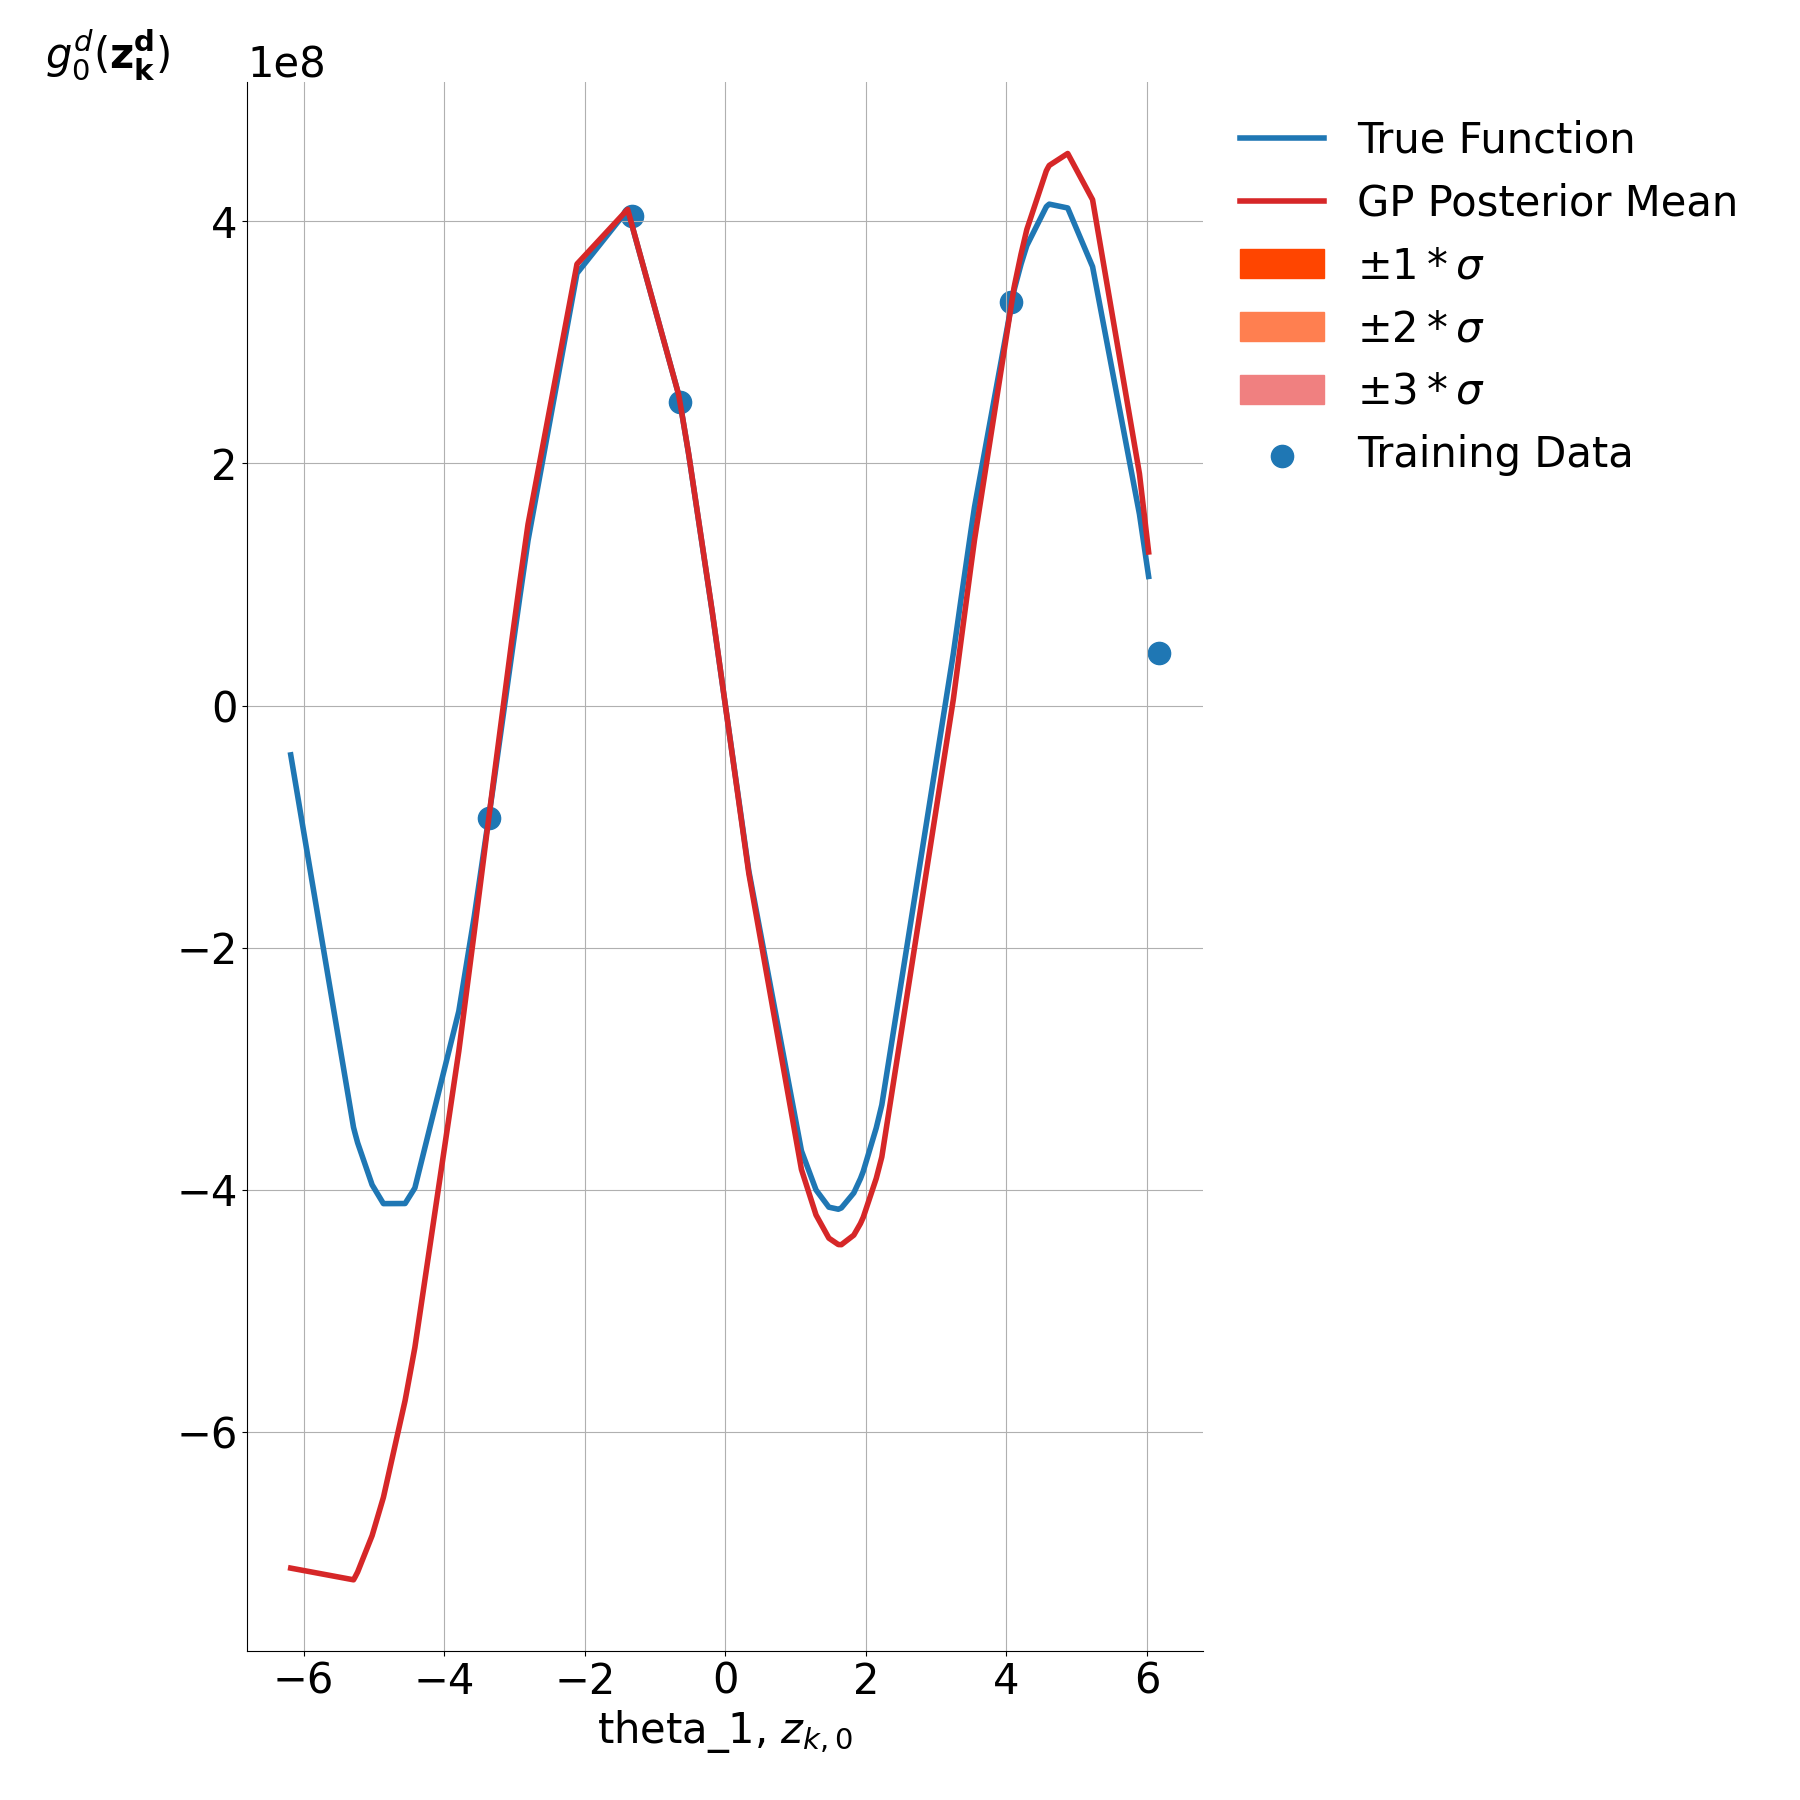 g_0^d(z_k^d)
1e8
True Function
GP Posterior Mean
±1 * σ
±2 * σ
±3 * σ
Training Data
4
2
0
−2
−4
−6
−6 −4 −2 0 2 4 6
theta_1, z_{k,0}